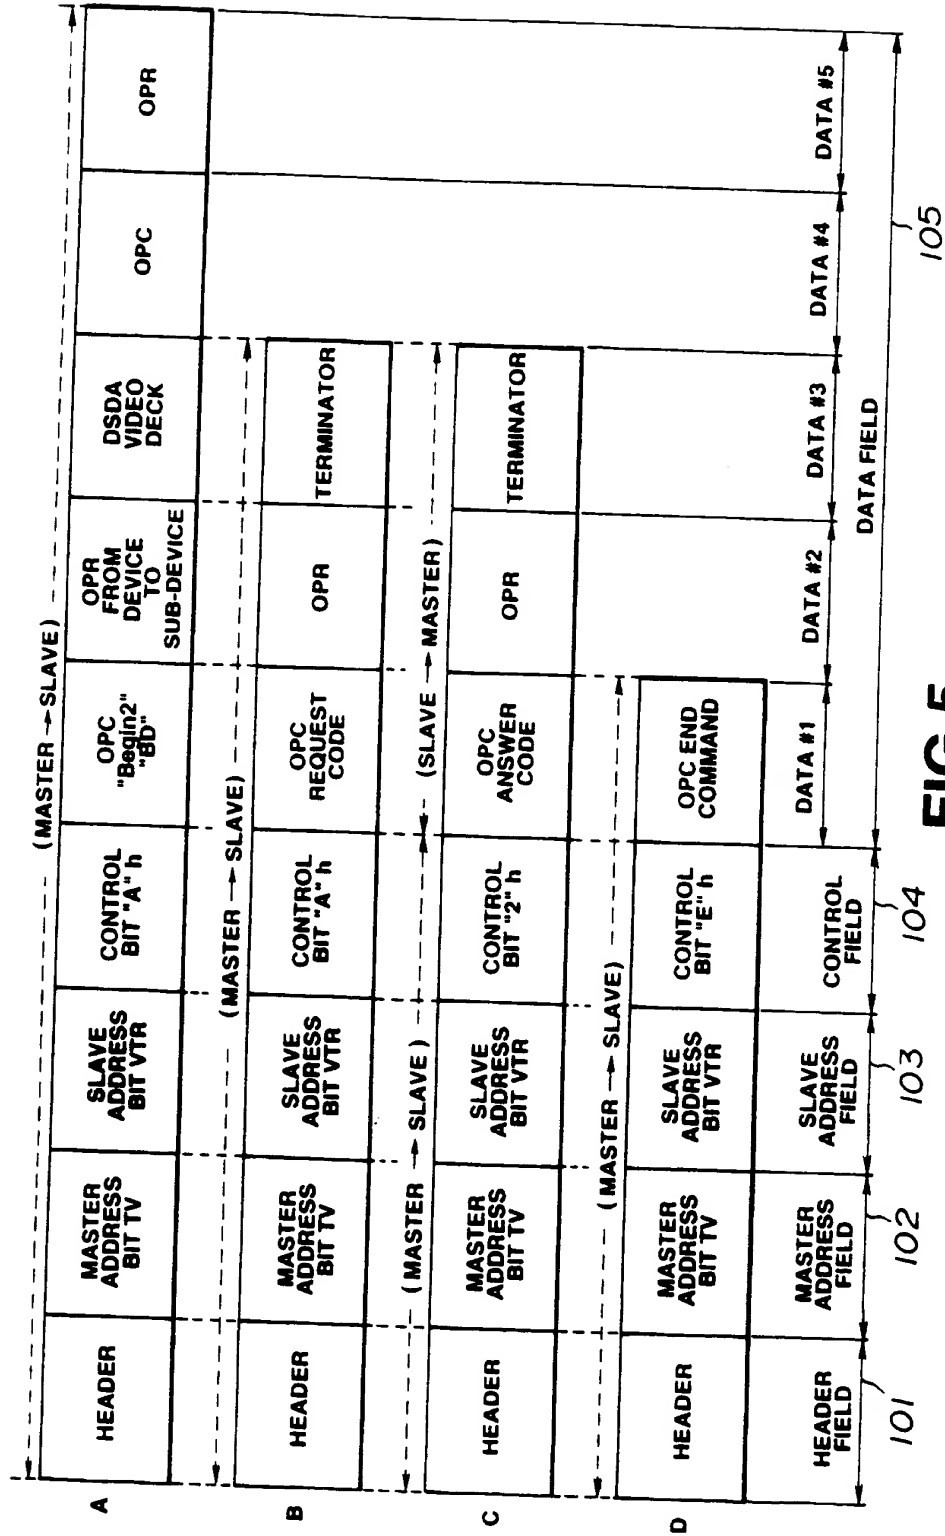 (MASTER → SLAVE)
A
HEADER
MASTER
ADDRESS
BIT TV
SLAVE
ADDRESS
BIT VTR
CONTROL
BIT "A" h
OPC
"Begin2"
"BD"
OPR
FROM
DEVICE
TO
SUB-DEVICE
DSDA
VIDEO
DECK
OPC
OPR
(MASTER → SLAVE)
B
HEADER
MASTER
ADDRESS
BIT TV
SLAVE
ADDRESS
BIT VTR
CONTROL
BIT "A" h
OPC
REQUEST
CODE
OPR
TERMINATOR
(MASTER → SLAVE)
(SLAVE → MASTER)
C
HEADER
MASTER
ADDRESS
BIT TV
SLAVE
ADDRESS
BIT VTR
CONTROL
BIT "2" h
OPC
ANSWER
CODE
OPR
TERMINATOR
(MASTER → SLAVE)
D
HEADER
MASTER
ADDRESS
BIT TV
SLAVE
ADDRESS
BIT VTR
CONTROL
BIT "E" h
OPC END
COMMAND
HEADER
FIELD
MASTER
ADDRESS
FIELD
SLAVE
ADDRESS
FIELD
CONTROL
FIELD
DATA #1
DATA #2
DATA #3
DATA #4
DATA #5
DATA FIELD
101
102
103
104
105
FIG.5